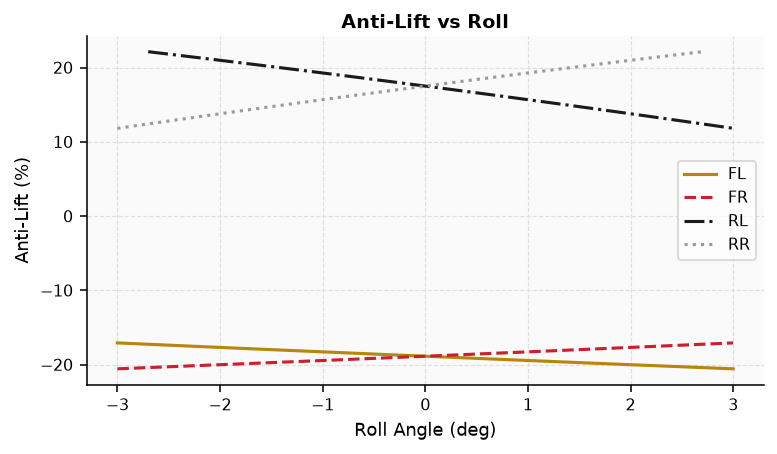 Anti-Lift vs Roll
Anti-Lift (%)
20
10
0
−10
−20
FL
FR
RL
RR
−3 −2 −1 0 1 2 3
Roll Angle (deg)